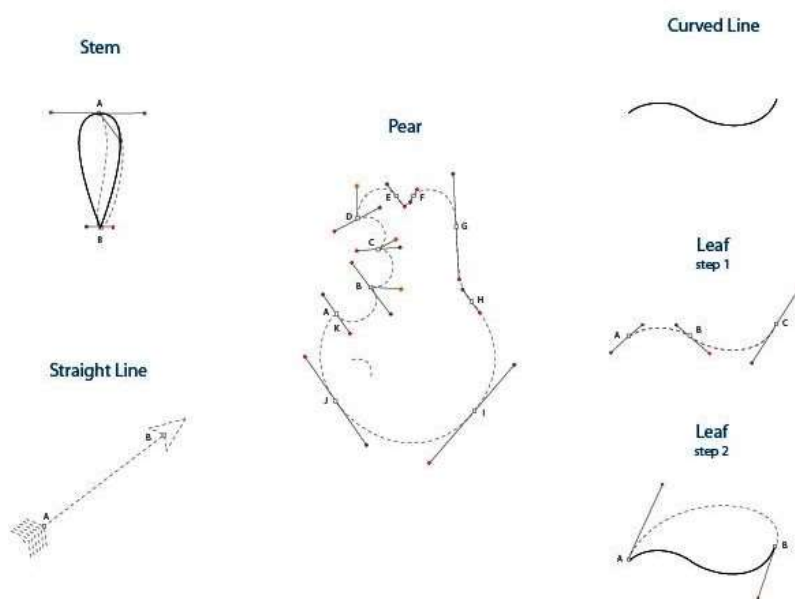 Stem
A
B
Straight Line
B
A
Pear
E
F
D
G
C
B
H
A
K
J
I
Curved Line
Leaf
step 1
A
B
C
Leaf
step 2
A
B